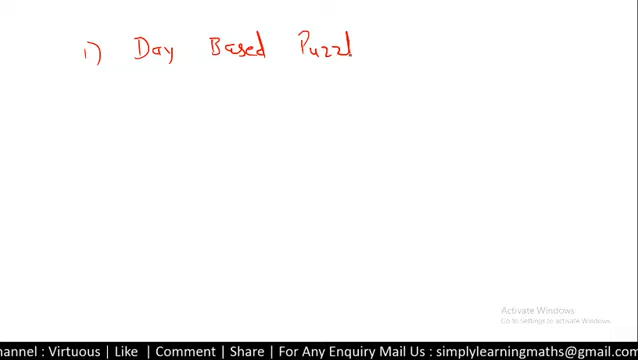 1) Day Based Puzzl
Activate Windows
Go to Settings to activate Windows.
hannel : Virtuous | Like | Comment | Share | For Any Enquiry Mail Us : simplylearningmaths@gmail.com